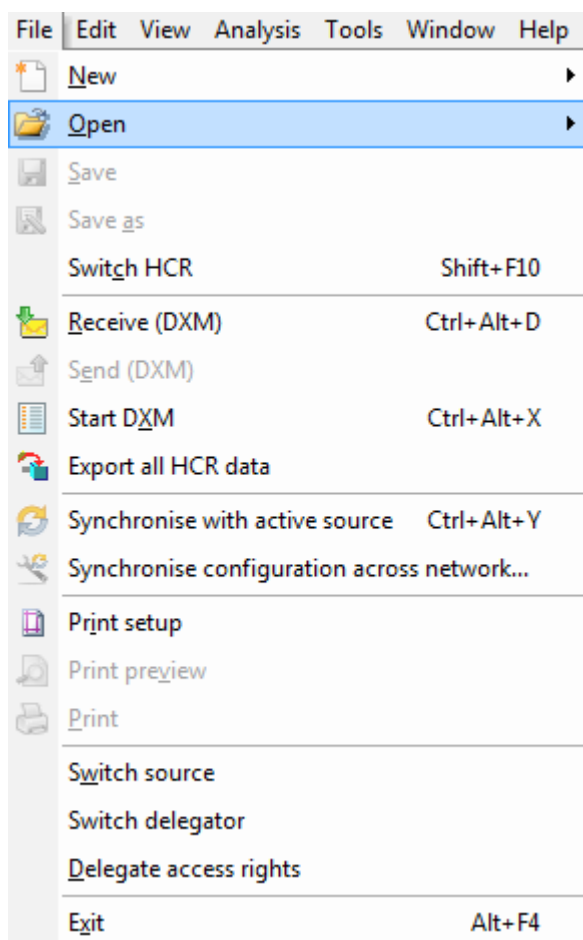 File Edit View Analysis Tools Window Help
New
Open
Save
Save as
Switch HCR Shift+F10
Receive (DXM) Ctrl+Alt+D
Send (DXM)
Start DXM Ctrl+Alt+X
Export all HCR data
Synchronise with active source Ctrl+Alt+Y
Synchronise configuration across network...
Print setup
Print preview
Print
Switch source
Switch delegator
Delegate access rights
Exit Alt+F4